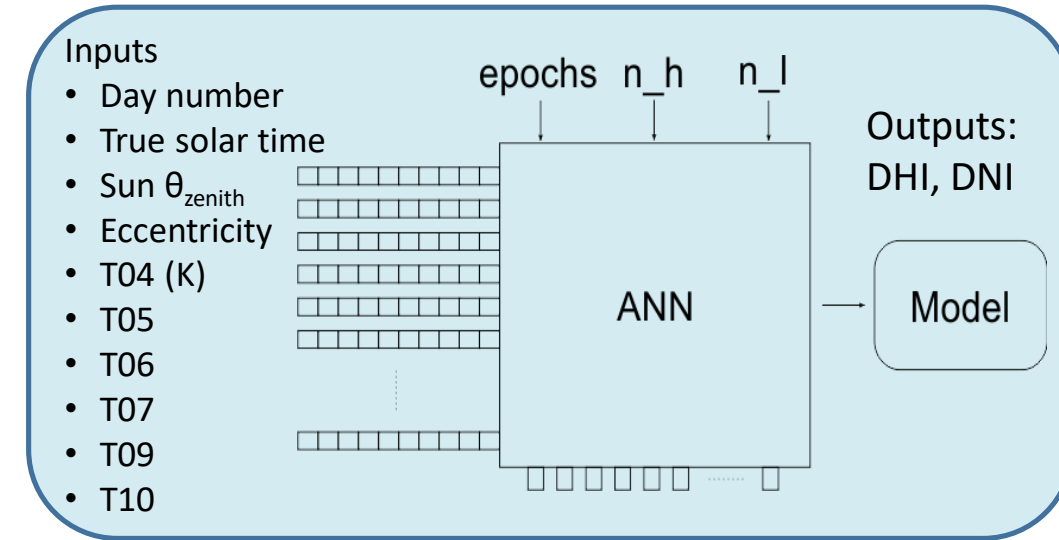 Inputs
• Day number
• True solar time
• Sun θzenith
• Eccentricity
• T04 (K)
• T05
• T06
• T07
• T09
• T10
epochs n_h n_l
ANN
Outputs:
DHI, DNI
Model